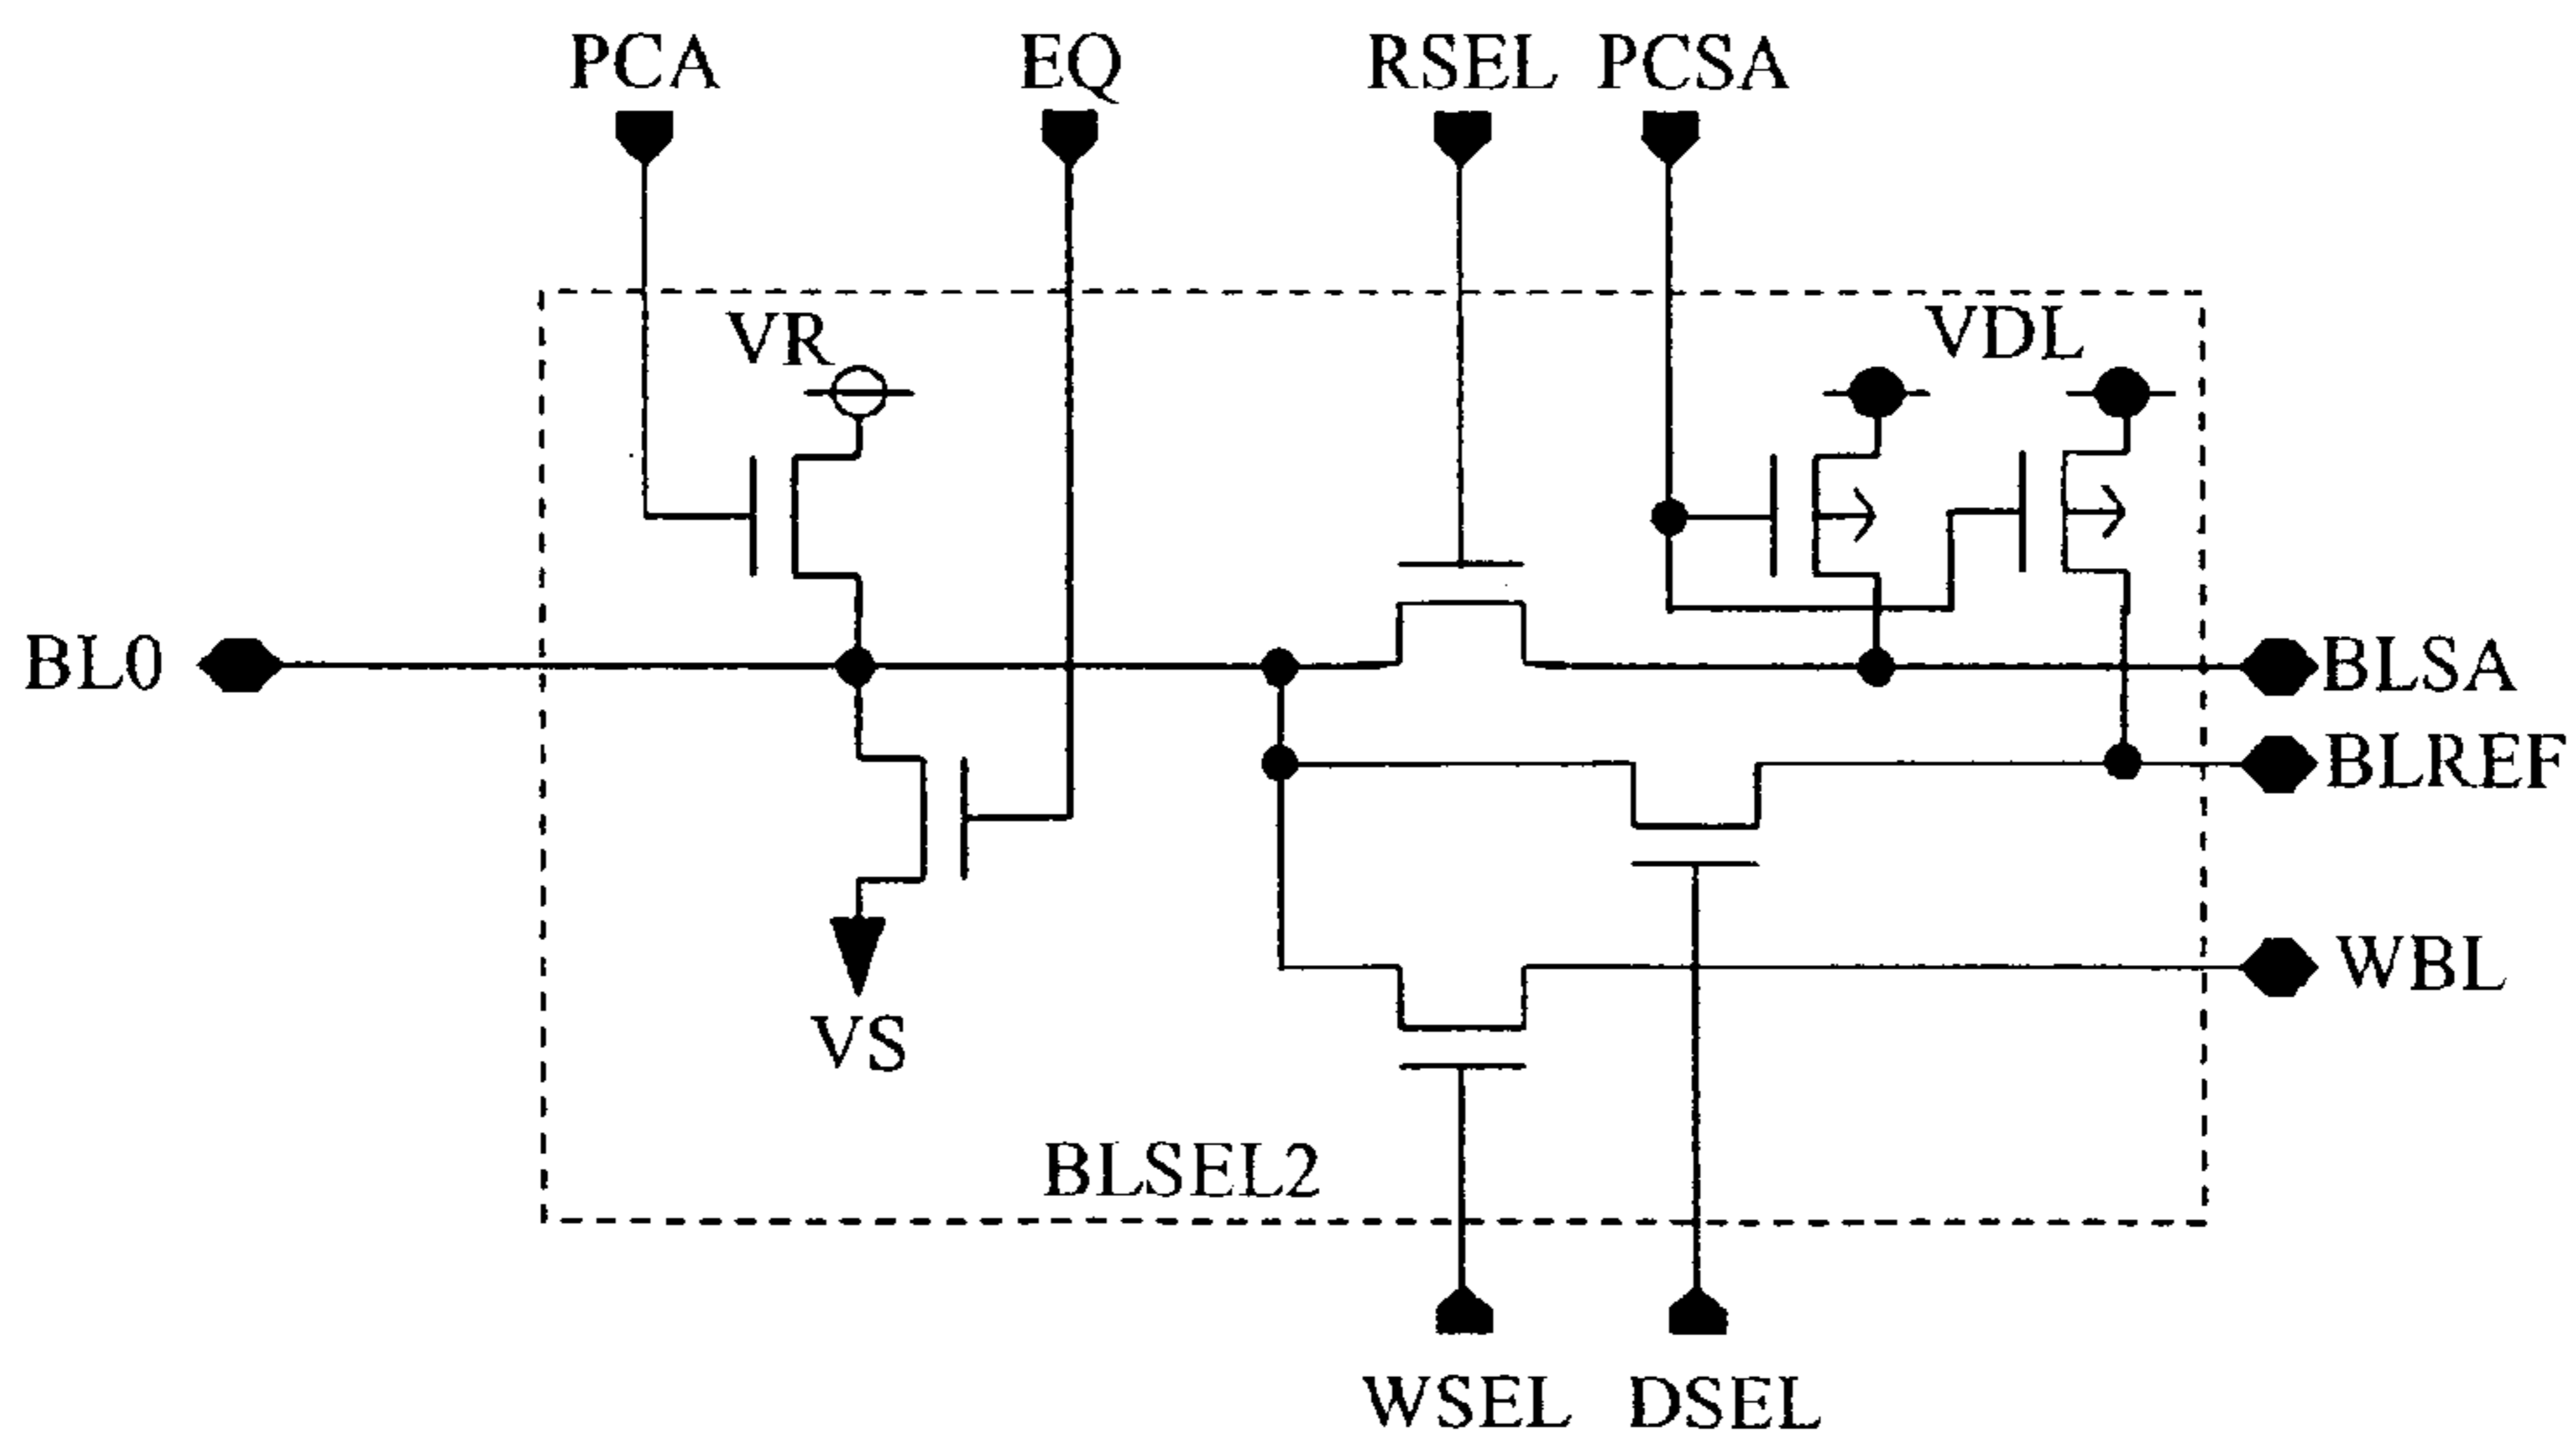 PCA EQ RSEL PCSA
VR VDL
BL0 BLSA
BLREF
WBL
VS
BLSEL2
WSEL DSEL